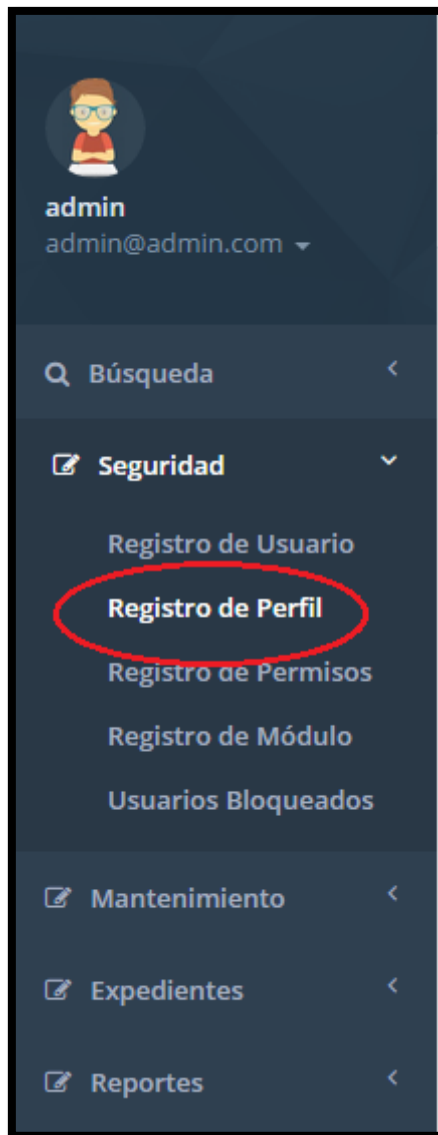 admin
admin@admin.com
Búsqueda
Seguridad
Registro de Usuario
Registro de Perfil
Registro de Permisos
Registro de Módulo
Usuarios Bloqueados
Mantenimiento
Expedientes
Reportes